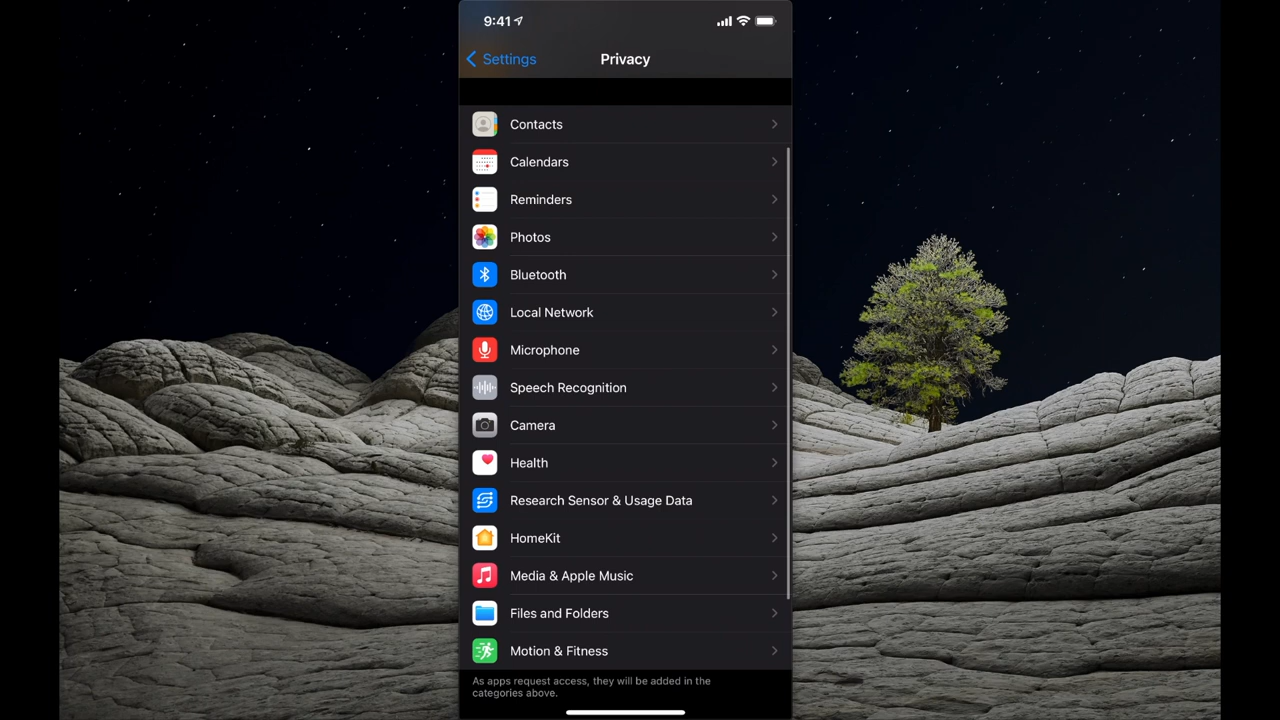 9:41
Settings
Privacy
Contacts
Calendars
Reminders
Photos
Bluetooth
Local Network
Microphone
Speech Recognition
Camera
Health
Research Sensor & Usage Data
HomeKit
Media & Apple Music
Files and Folders
Motion & Fitness
As apps request access, they will be added in the
categories above.